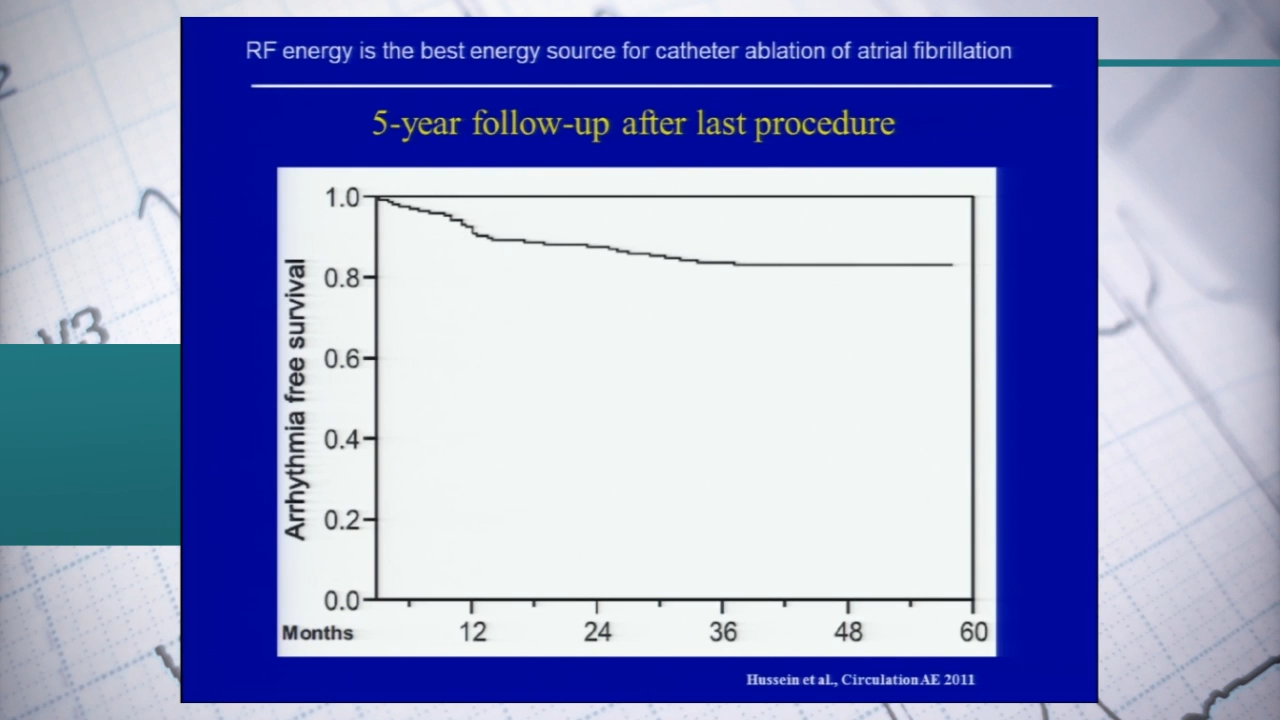 RF energy is the best energy source for catheter ablation of atrial fibrillation
5-year follow-up after last procedure
Arrhythmia free survival
1.0
0.8
0.6
0.4
0.2
0.0
Months 12 24 36 48 60
Hussein et al., Circulation AE 2011
V3
2